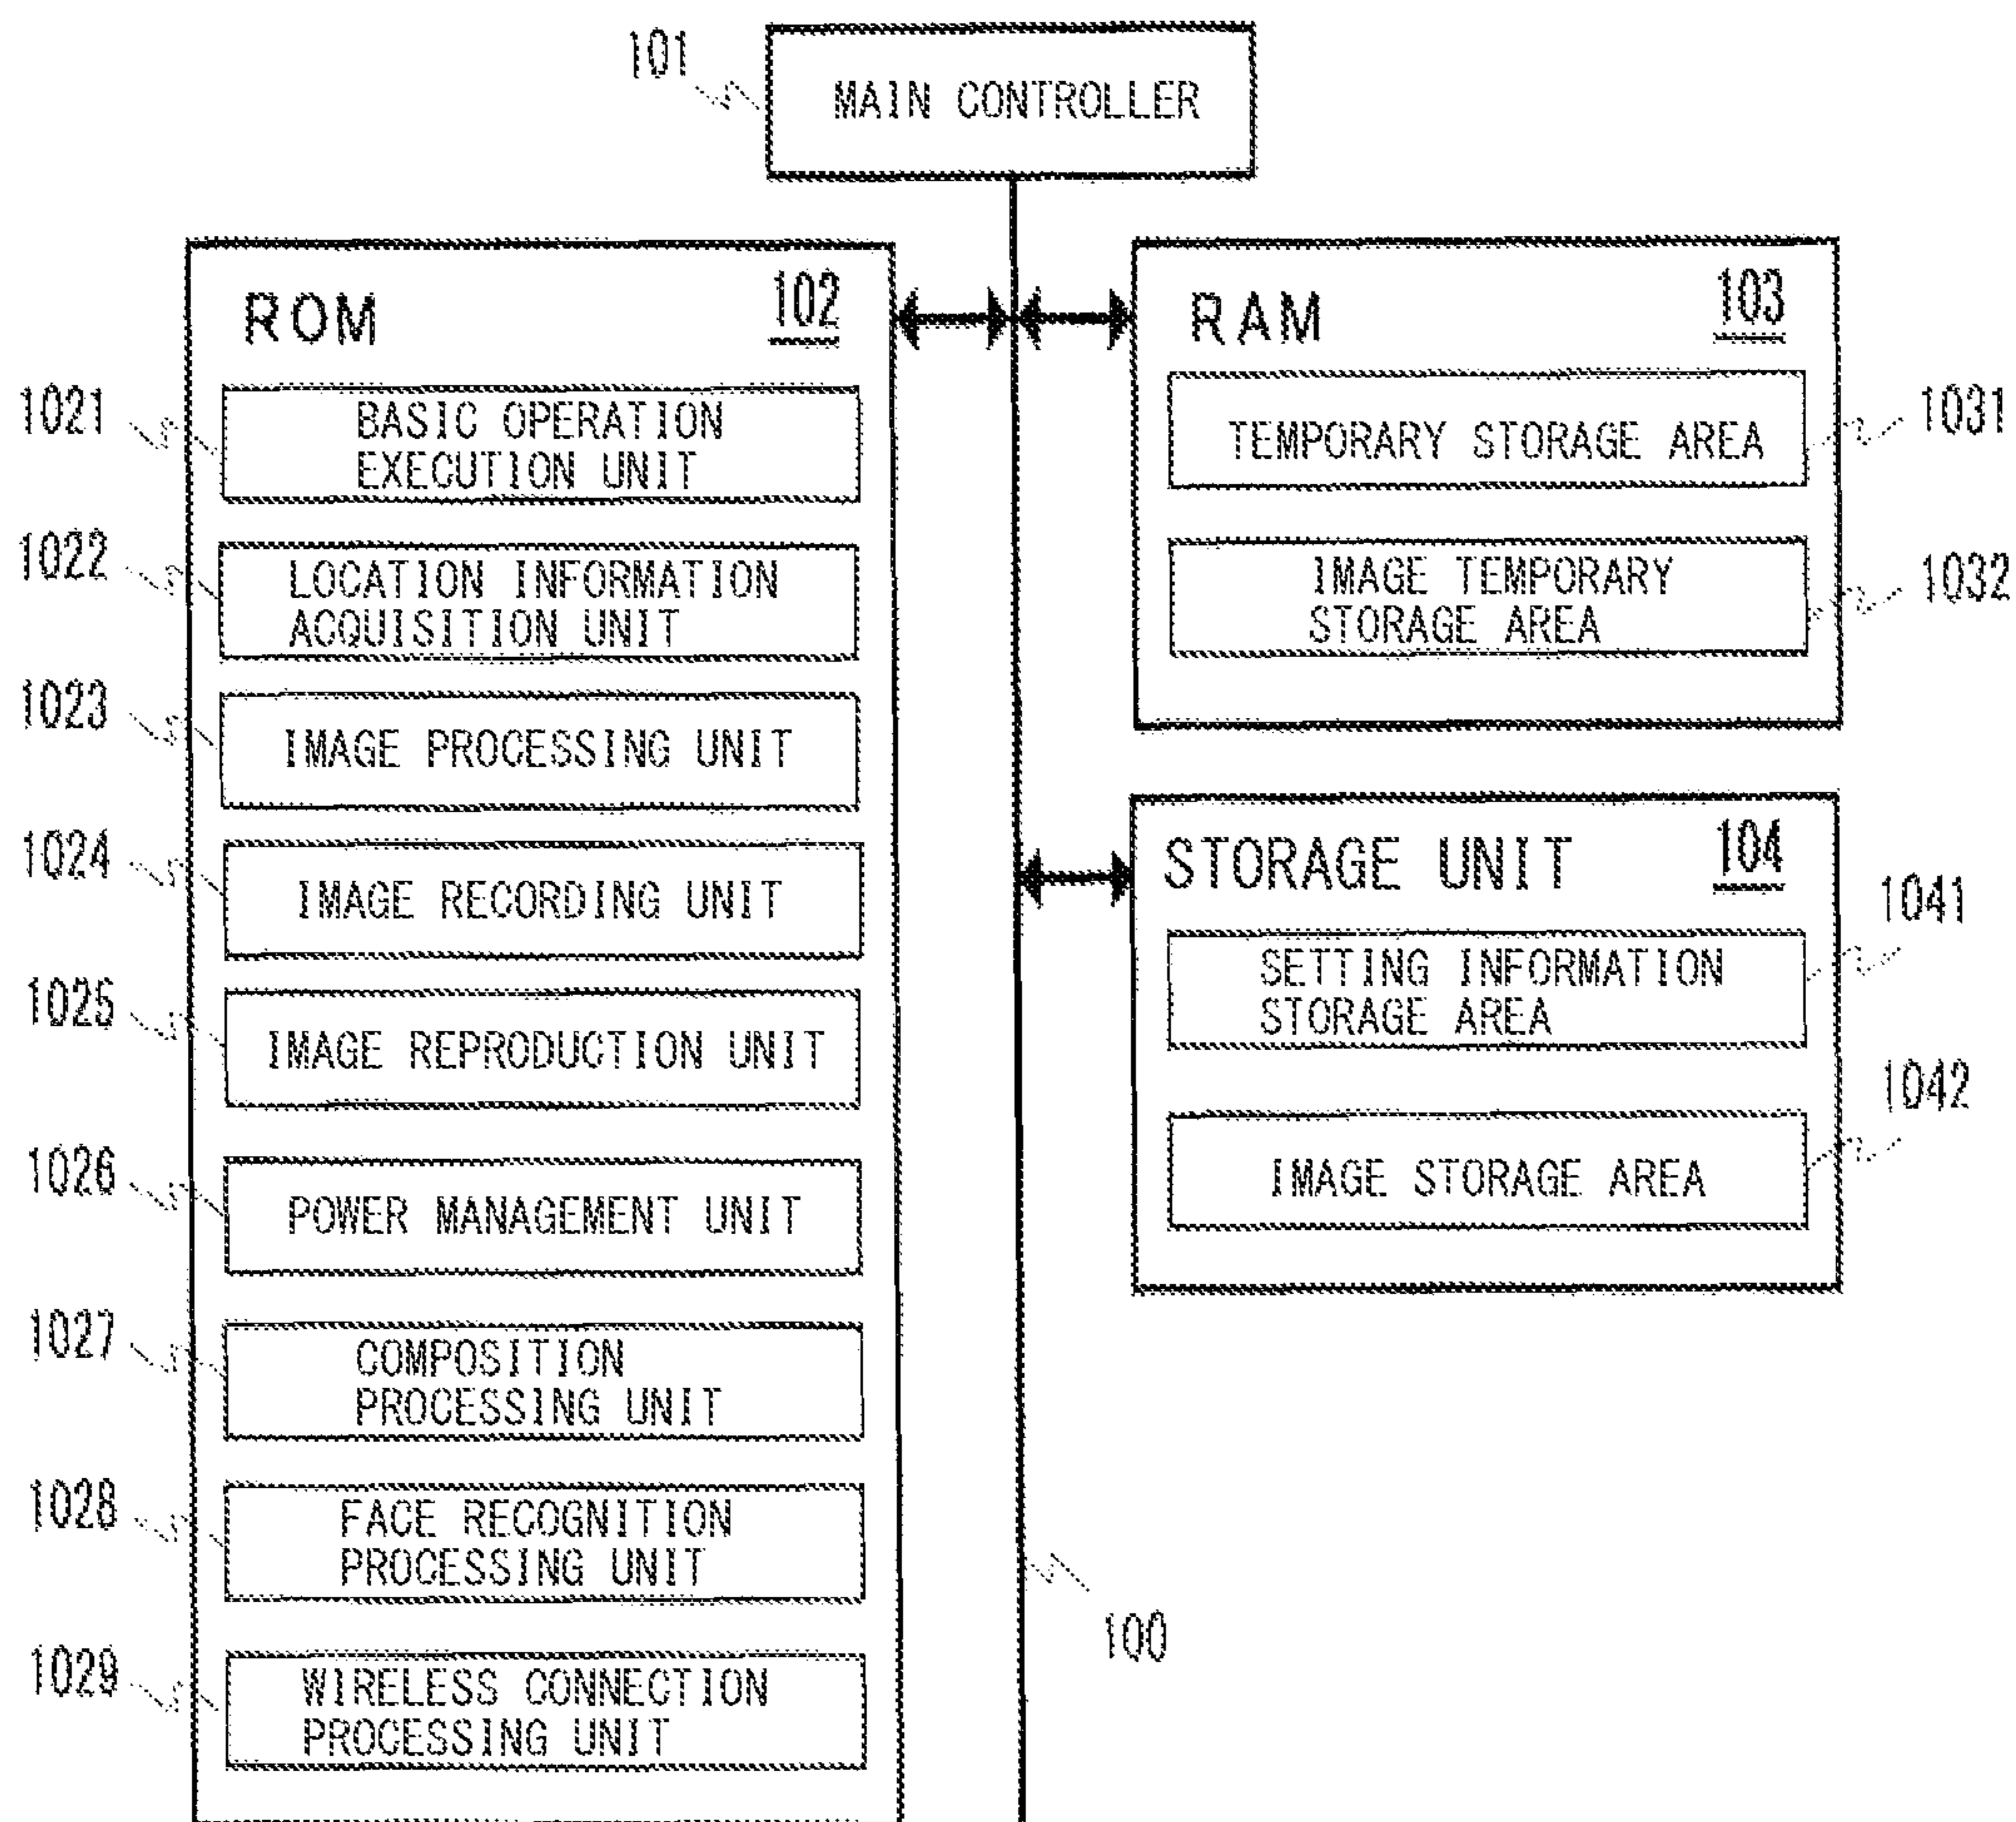 101
MAIN CONTROLLER
ROM 102
1021
BASIC OPERATION
EXECUTION UNIT
1022
LOCATION INFORMATION
ACQUISITION UNIT
1023
IMAGE PROCESSING UNIT
1024
IMAGE RECORDING UNIT
1025
IMAGE REPRODUCTION UNIT
1026
POWER MANAGEMENT UNIT
1027
COMPOSITION
PROCESSING UNIT
1028
FACE RECOGNITION
PROCESSING UNIT
1029
WIRELESS CONNECTION
PROCESSING UNIT
RAM 103
TEMPORARY STORAGE AREA
1031
IMAGE TEMPORARY
STORAGE AREA
1032
STORAGE UNIT 104
1041
SETTING INFORMATION
STORAGE AREA
1042
IMAGE STORAGE AREA
100